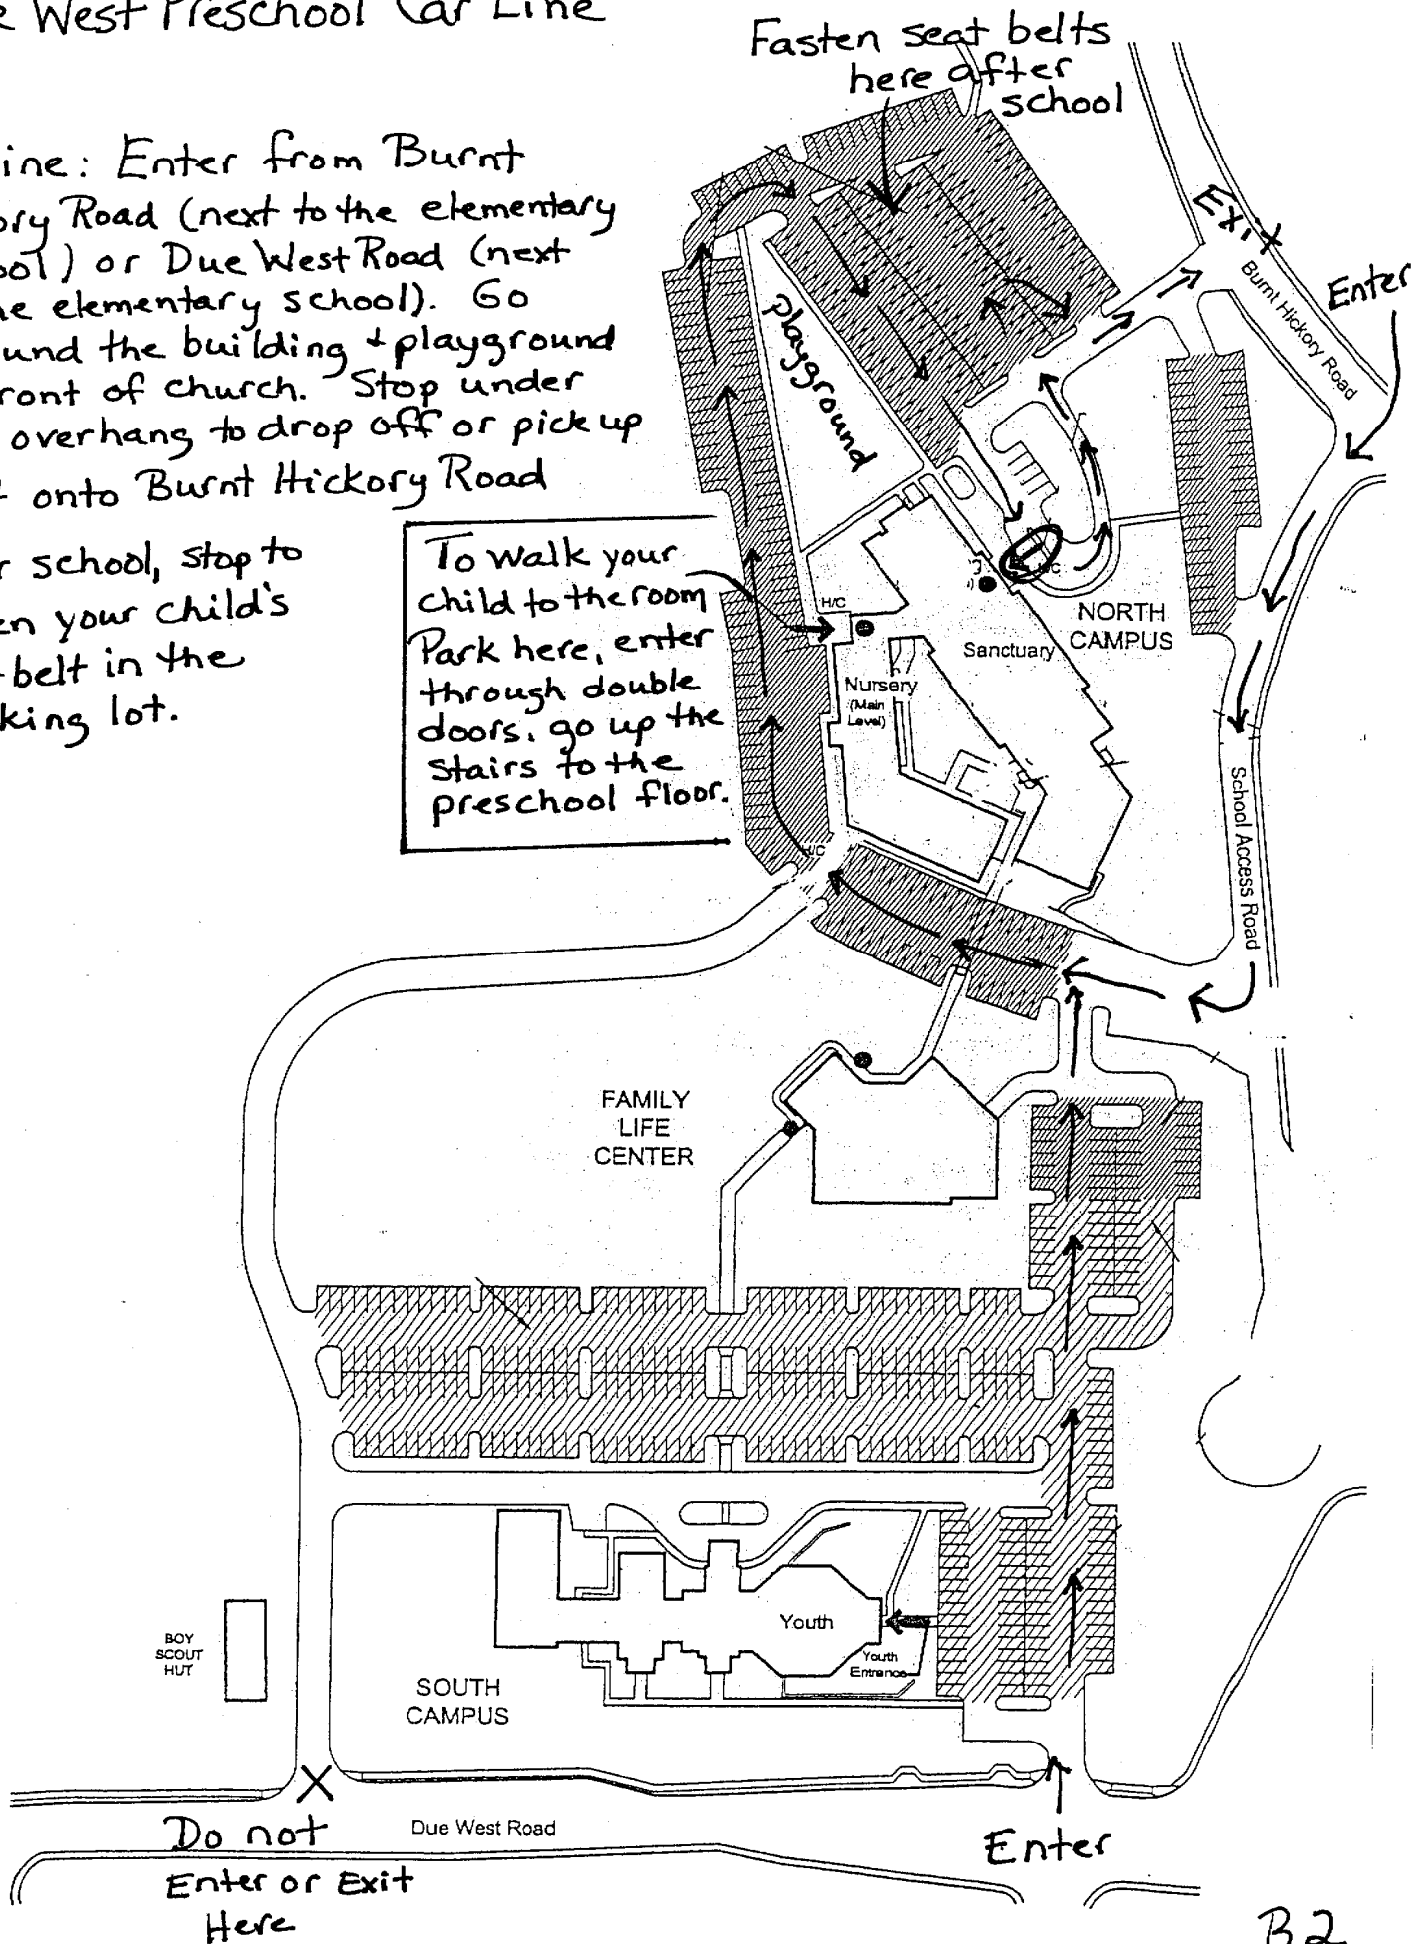 West Preschool Car Line
Fasten seat belts
here after
school
ine: Enter from Burnt
ory Road (next to the elementary
ool) or Due West Road (next
he elementary school). Go
und the building + playground
ront of church. Stop under
overhang to drop off or pick up
onto Burnt Hickory Road
r school, stop to
en your child's
-belt in the
king lot.
To walk your
child to the room
Park here, enter
through double
doors, go up the
stairs to the
preschool floor.
Exit
Enter
Burnt Hickory Road
Playground
H/C
NORTH
CAMPUS
Sanctuary
Nursery
(Main
Level)
School Access Road
H/C
FAMILY
LIFE
CENTER
Youth
Youth
Entrance
BOY
SCOUT
HUT
SOUTH
CAMPUS
X
Do not
Enter or Exit
Here
Due West Road
Enter
B2